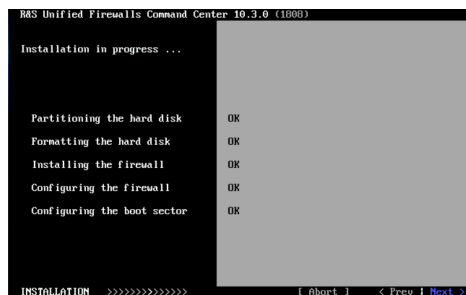 R&S Unified Firewalls Command Center 10.3.0 (1808)
Installation in progress ...
Partitioning the hard disk OK
Formatting the hard disk OK
Installing the firewall OK
Configuring the firewall OK
Configuring the boot sector OK
INSTALLATION >>>>>>>>>>>>>> [ Abort ] < Prev | Next >